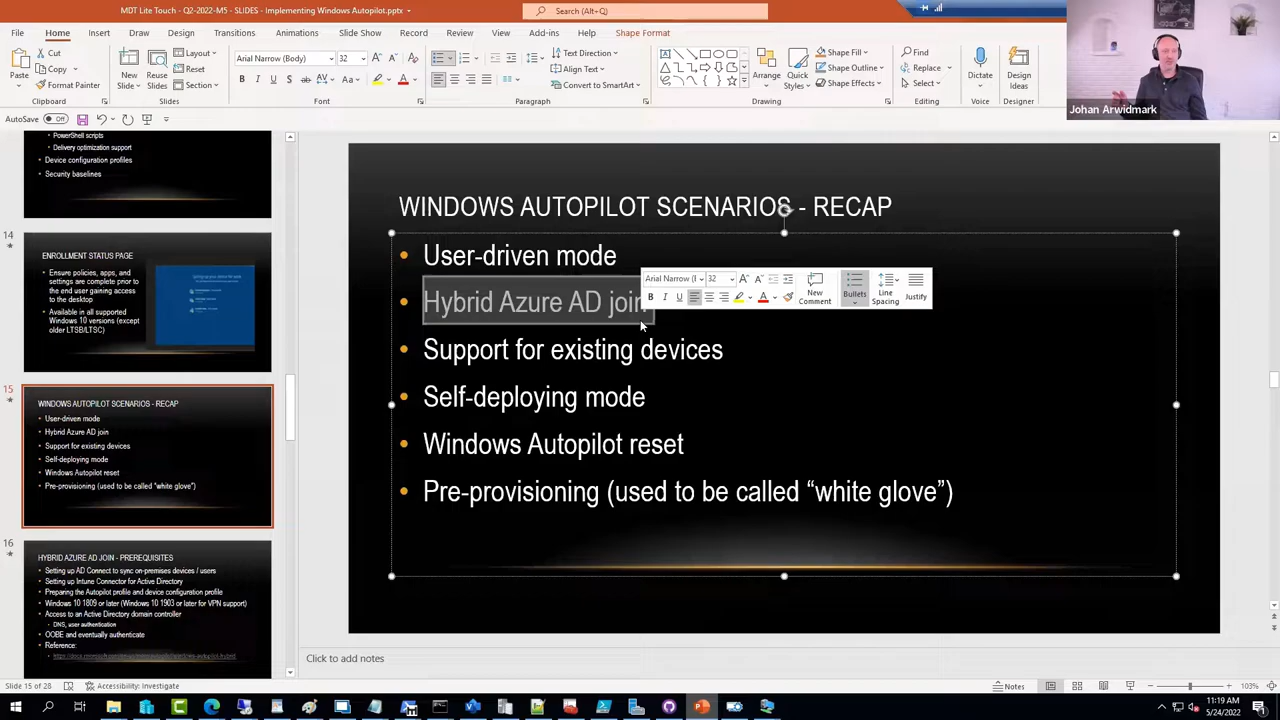 MDT Lite Touch - Q2-2022-M5 - SLIDES - Implementing Windows Autopilot.pptx
Search (Alt+Q)
File Home Insert Draw Design Transitions Animations Slide Show Record Review View Add-ins Help Shape Format
Paste
Cut
Copy
Format Painter
Clipboard
New Slide
Reuse Slides
Layout
Reset
Section
Slides
Arial Narrow (Body) 32
B I U S ab AV Aa A
Font
Text Direction
Align Text
Convert to SmartArt
Paragraph
Arrange
Quick Styles
Shape Fill
Shape Outline
Shape Effects
Drawing
Find
Replace
Select
Editing
Dictate
Voice
Design Ideas
Designer
Johan Arwidmark
AutoSave Off
PowerShell scripts
Delivery optimization support
• Device configuration profiles
• Security baselines
14
ENROLLMENT STATUS PAGE
• Ensure policies, apps, and settings are complete prior to the end user gaining access to the desktop
• Available in all supported Windows 10 versions (except older LTSB/LTSC)
15
WINDOWS AUTOPILOT SCENARIOS - RECAP
• User-driven mode
• Hybrid Azure AD join
• Support for existing devices
• Self-deploying mode
• Windows Autopilot reset
• Pre-provisioning (used to be called “white glove”)
16
HYBRID AZURE AD JOIN - PREREQUISITES
• Setting up AD Connect to sync on-premises devices / users
• Setting up Intune Connector for Active Directory
• Preparing the Autopilot profile and device configuration profile
• Windows 10 1809 or later (Windows 10 1903 or later for VPN support)
• Access to an Active Directory domain controller
• DNS, user authentication
• OOBE and eventually authenticate
• Reference:
WINDOWS AUTOPILOT SCENARIOS - RECAP
• User-driven mode
• Hybrid Azure AD join
• Support for existing devices
• Self-deploying mode
• Windows Autopilot reset
• Pre-provisioning (used to be called “white glove”)
Arial Narrow (I 32
B I U
New Comment
Bullets
Line Spacing
Justify
Click to add notes
Slide 15 of 28
Accessibility: Investigate
Notes
103%
11:19 AM
5/24/2022